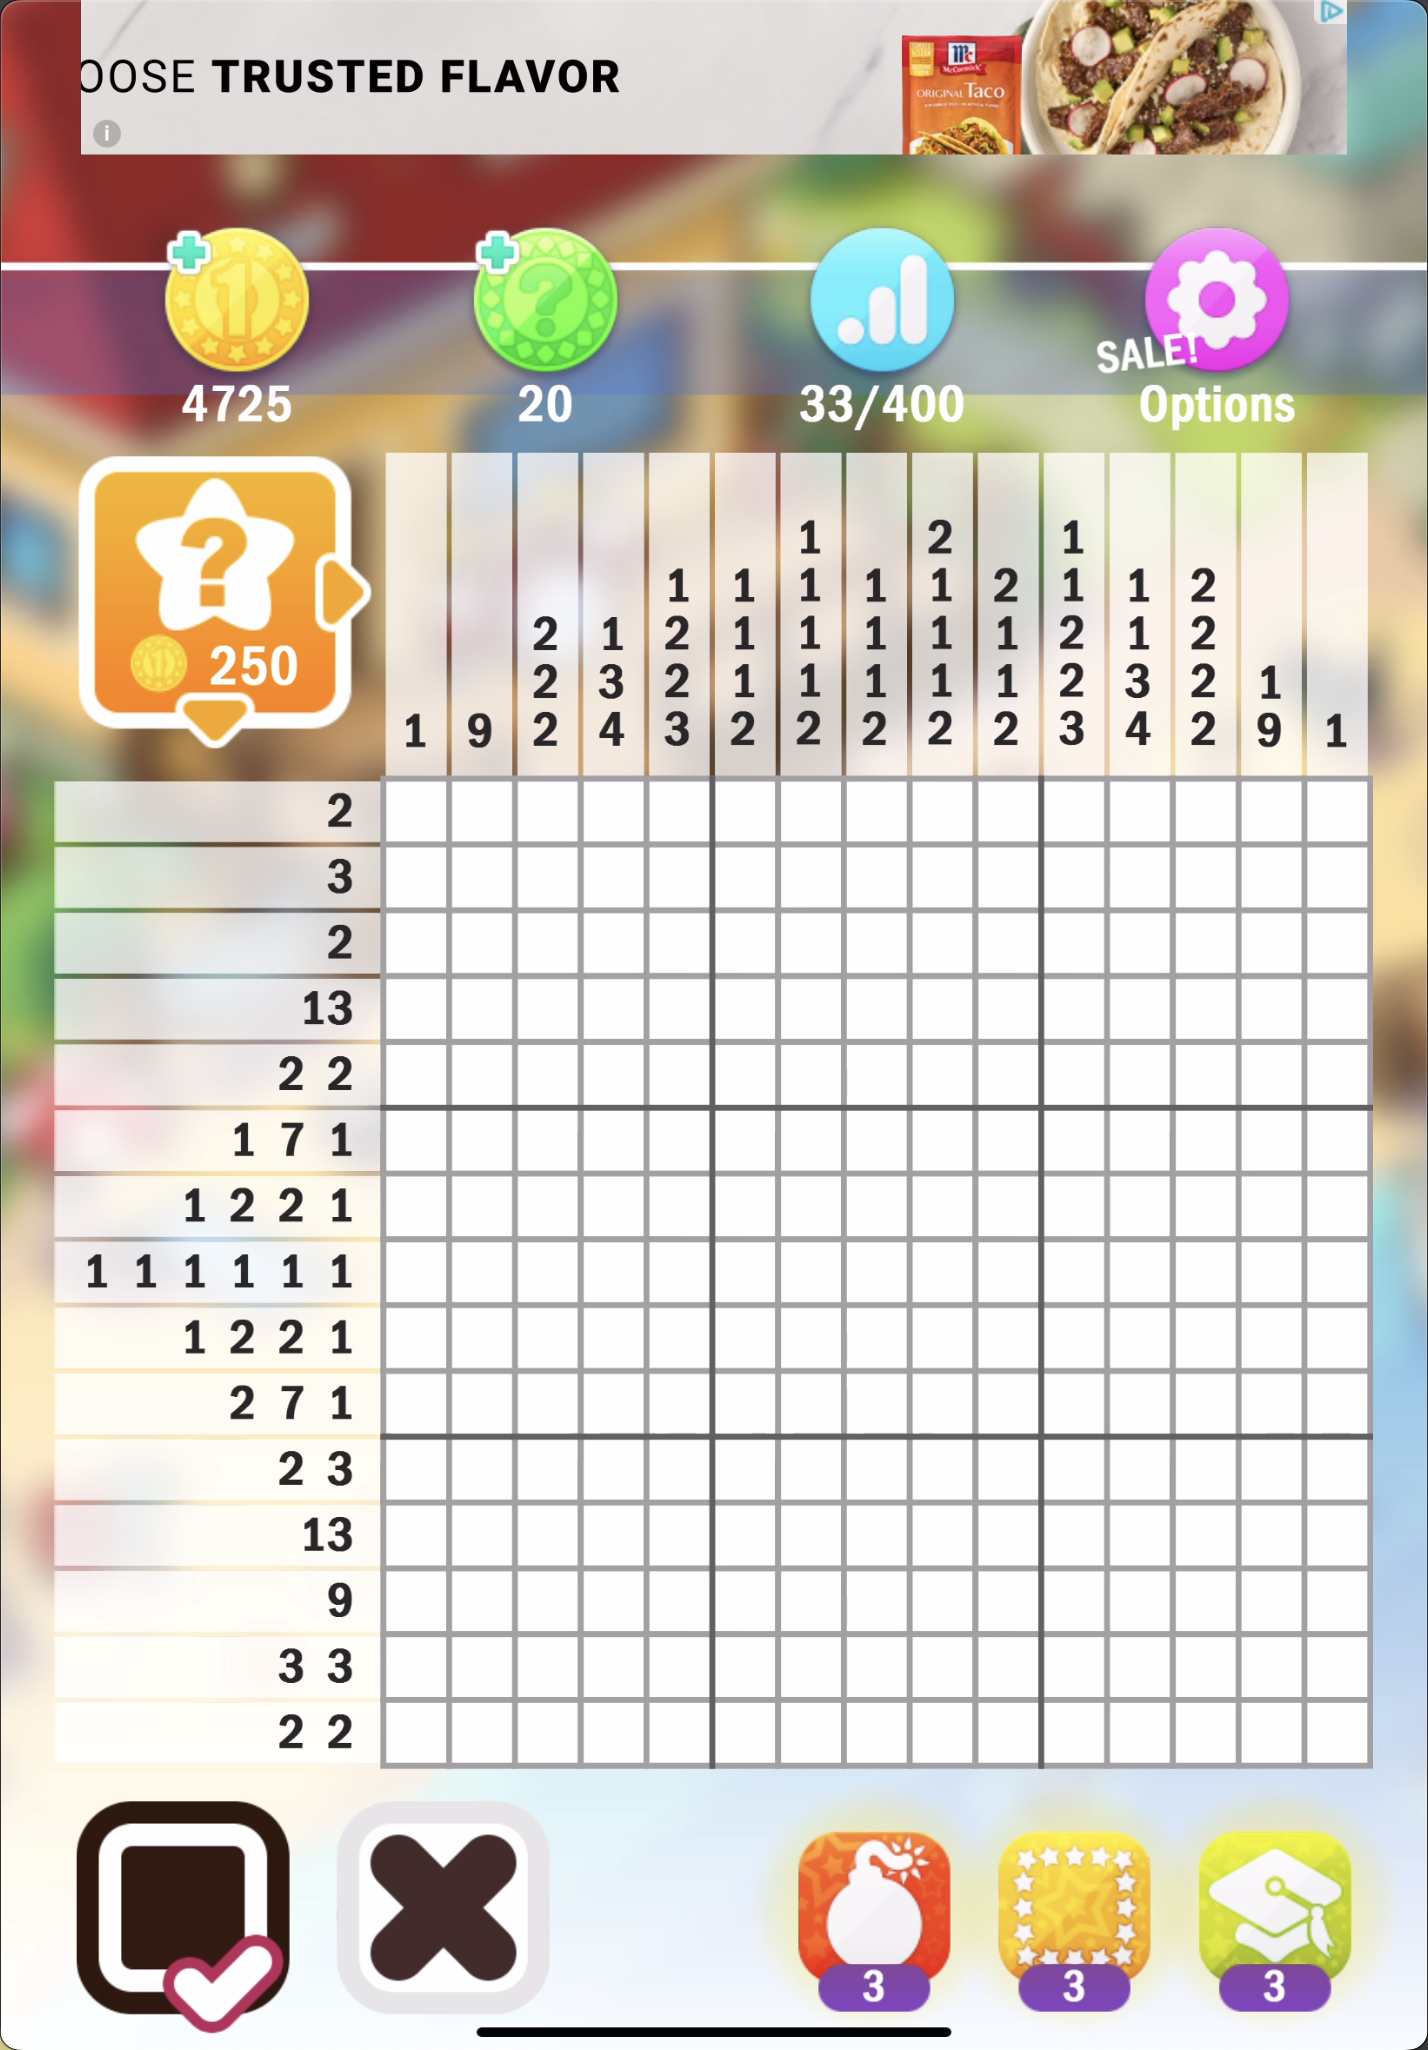 OOSE TRUSTED FLAVOR
McCormick
ORIGINAL Taco
4725
20
33/400
SALE!
Options
250
1 2 1
1 1 1 1 2 1 1 2
2 1 2 1 1 1 1 1 2 1 2
2 3 2 1 1 1 1 1 2 3 2 1
1 9 2 4 3 2 2 2 2 2 3 4 2 9 1
2
3
2
13
2 2
1 7 1
1 2 2 1
1 1 1 1 1 1
1 2 2 1
2 7 1
2 3
13
9
3 3
2 2
3
3
3